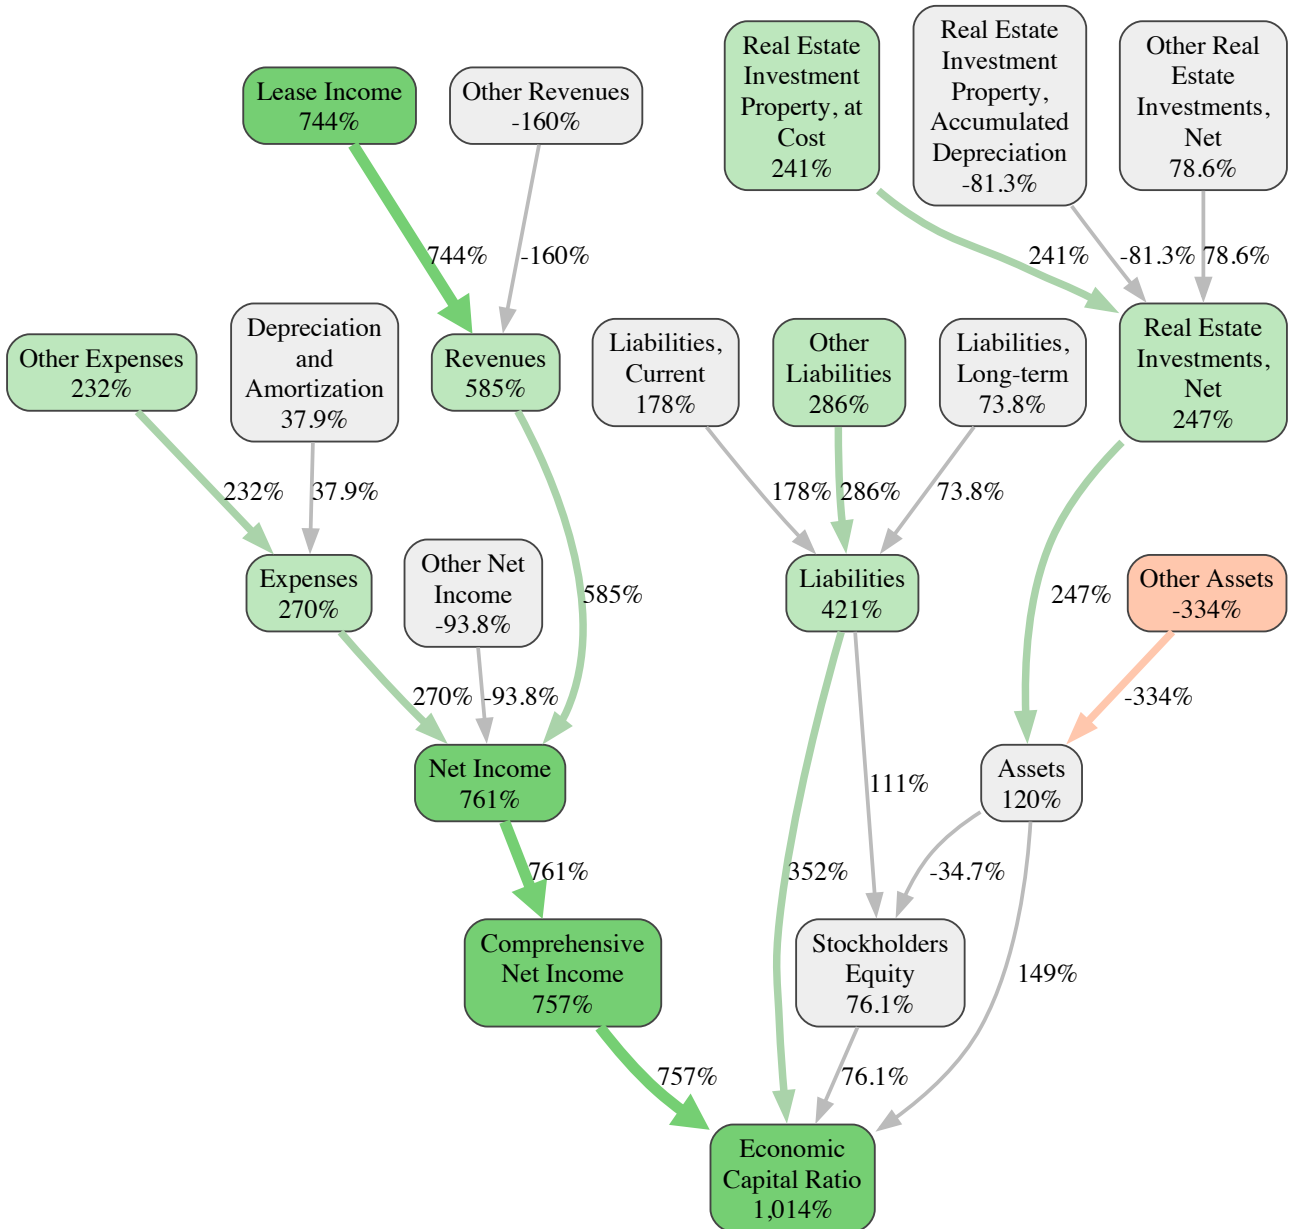 Real Estate
Investment
Property, at
Cost
241%
Real Estate
Investment
Property,
Accumulated
Depreciation
-81.3%
Other Real
Estate
Investments,
Net
78.6%
Lease Income
744%
Other Revenues
-160%
744%
-160%
241%
-81.3%
78.6%
Other Expenses
232%
Depreciation
and
Amortization
37.9%
Revenues
585%
Liabilities,
Current
178%
Other
Liabilities
286%
Liabilities,
Long-term
73.8%
Real Estate
Investments,
Net
247%
232%
37.9%
178%
286%
73.8%
Expenses
270%
Other Net
Income
-93.8%
585%
Liabilities
421%
247%
Other Assets
-334%
270%
-93.8%
-334%
Net Income
761%
111%
Assets
120%
761%
352%
-34.7%
Comprehensive
Net Income
757%
Stockholders
Equity
76.1%
149%
757%
76.1%
Economic
Capital Ratio
1,014%